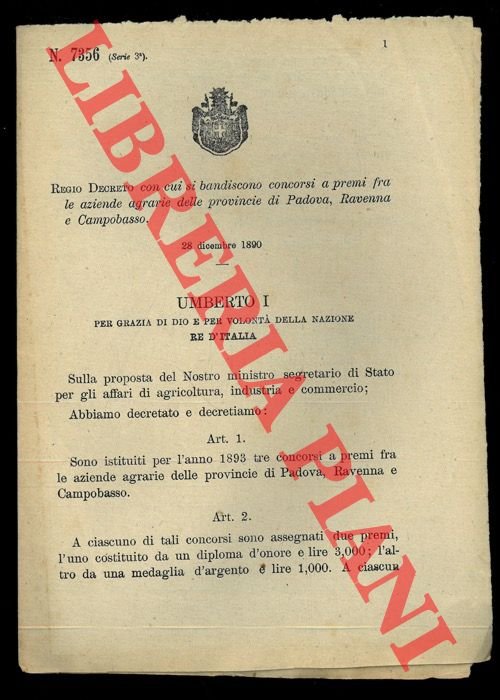 1
N. 7356 (Serie 3ª).
REGIO DECRETO con cui si bandiscono concorsi a premi fra
le aziende agrarie delle provincie di Padova, Ravenna
e Campobasso.
28 dicembre 1890
UMBERTO I
PER GRAZIA DI DIO E PER VOLONTÀ DELLA NAZIONE
RE D'ITALIA
Sulla proposta del Nostro ministro segretario di Stato
per gli affari di agricoltura, industria e commercio;
Abbiamo decretato e decretiamo:
Art. 1.
Sono istituiti per l'anno 1893 tre concorsi a premi fra
le aziende agrarie delle provincie di Padova, Ravenna e
Campobasso.
Art. 2.
A ciascuno di tali concorsi sono assegnati due premi,
l'uno costituito da un diploma d'onore e lire 3,000; l'al-
tro da una medaglia d'argento e lire 1,000. A ciascun
LIBRERIA PIANI